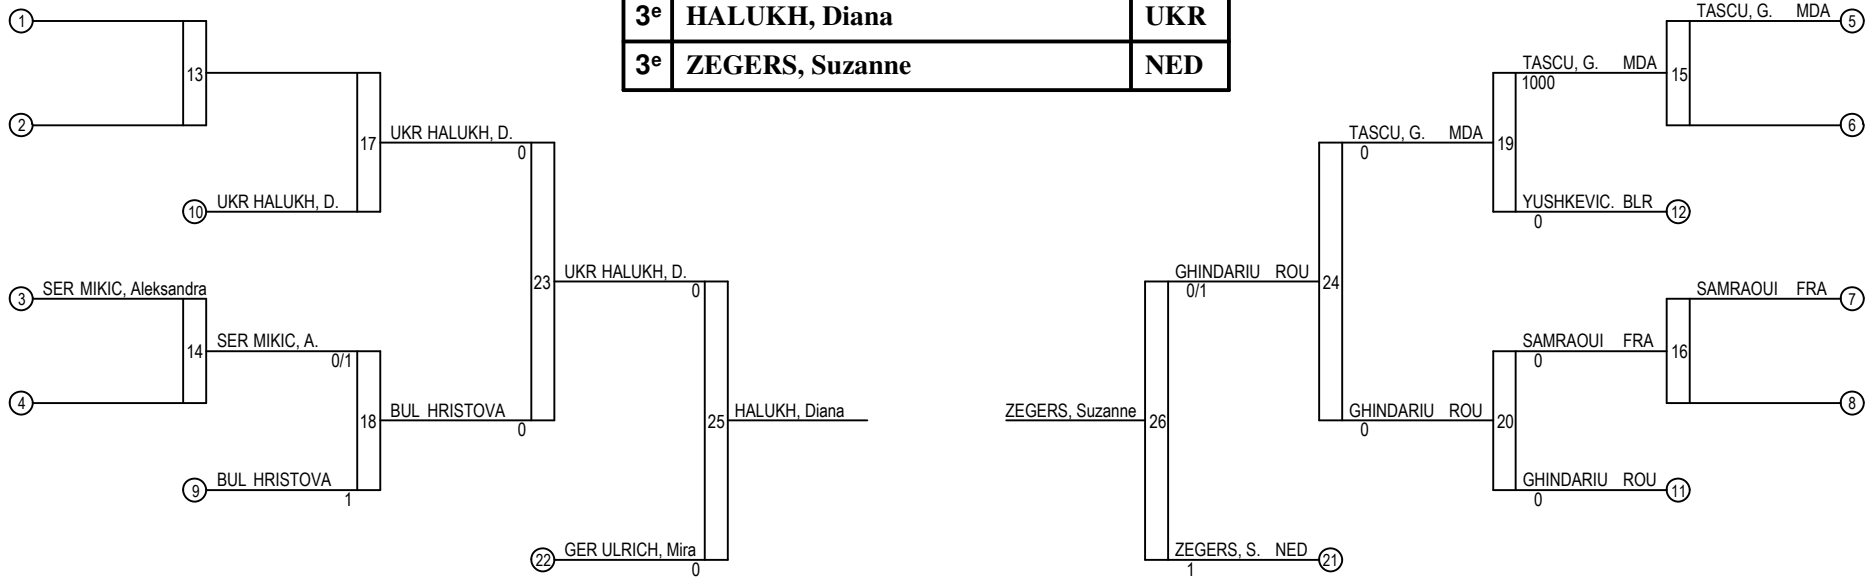 3e HALUKH, Diana UKR
3e ZEGERS, Suzanne NED
1
13
2
17
UKR HALUKH, D.
0
10 UKR HALUKH, D.
23
UKR HALUKH, D.
0
3 SER MIKIC, Aleksandra
14
SER MIKIC, A.
0/1
4
18
BUL HRISTOVA
0
9 BUL HRISTOVA
1
25
HALUKH, Diana
22 GER ULRICH, Mira
0
TASCU, G. MDA 5
15
TASCU, G. MDA
1000
6
19
TASCU, G. MDA
0
YUSHKEVIC. BLR 12
0
24
GHINDARIU ROU
0/1
SAMRAOUI FRA 7
16
SAMRAOUI FRA
0
8
20
GHINDARIU ROU
0
GHINDARIU ROU 11
0
26
ZEGERS, Suzanne
ZEGERS, S. NED 21
1